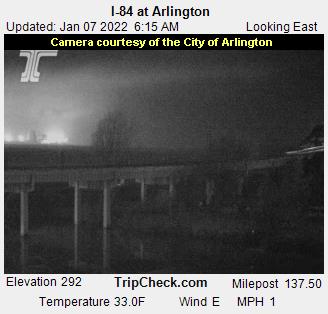 I-84 at Arlington
Updated: Jan 07 2022 6:15 AM Looking East
Camera courtesy of the City of Arlington
Elevation 292 TripCheck.com Milepost 137.50
Temperature 33.0F Wind E MPH 1